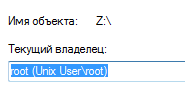 Имя объекта: Z:\
Текущий владелец:
root (Unix User\root)